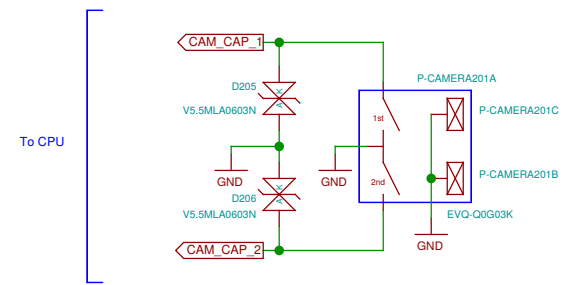 CAM_CAP_1
P-CAMERA201A
D205
A K
V5.5MLA0603N
1st
P-CAMERA201C
To CPU
GND
GND
2nd
P-CAMERA201B
D206
A K
V5.5MLA0603N
EVQ-Q0G03K
GND
CAM_CAP_2